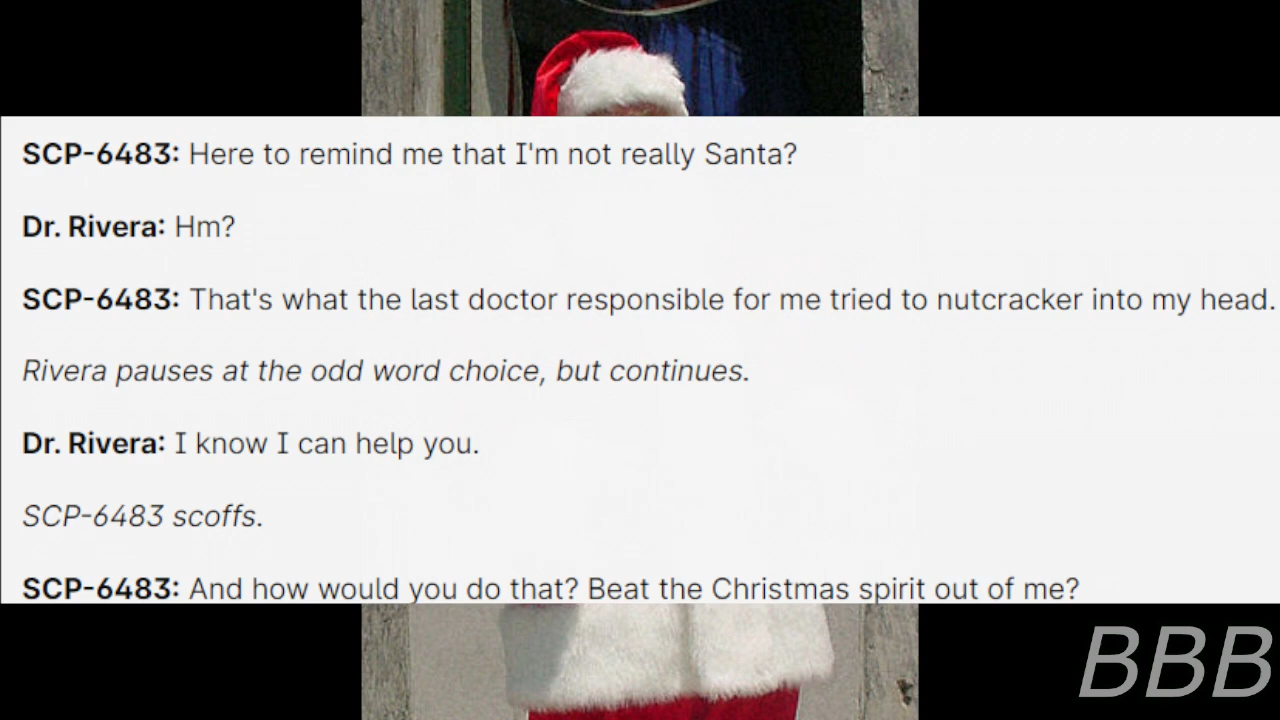 SCP-6483: Here to remind me that I'm not really Santa?
Dr. Rivera: Hm?
SCP-6483: That's what the last doctor responsible for me tried to nutcracker into my head.
Rivera pauses at the odd word choice, but continues.
Dr. Rivera: I know I can help you.
SCP-6483 scoffs.
SCP-6483: And how would you do that? Beat the Christmas spirit out of me?
BBB